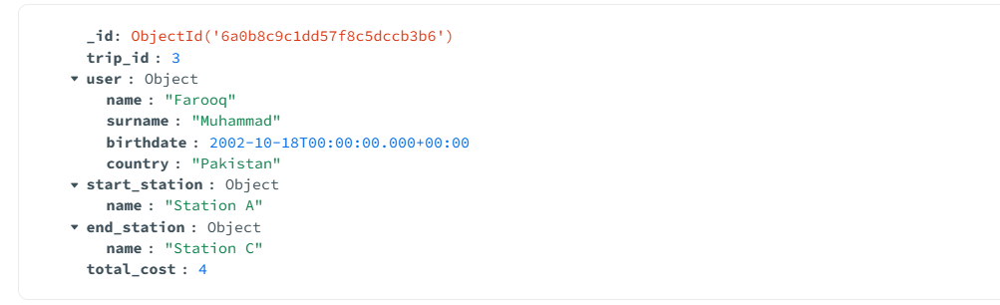 _id: ObjectId('6a0b8c9c1dd57f8c5dccb3b6')
trip_id : 3
user : Object
name : "Farooq"
surname : "Muhammad"
birthdate : 2002-10-18T00:00:00.000+00:00
country : "Pakistan"
start_station : Object
name : "Station A"
end_station : Object
name : "Station C"
total_cost : 4